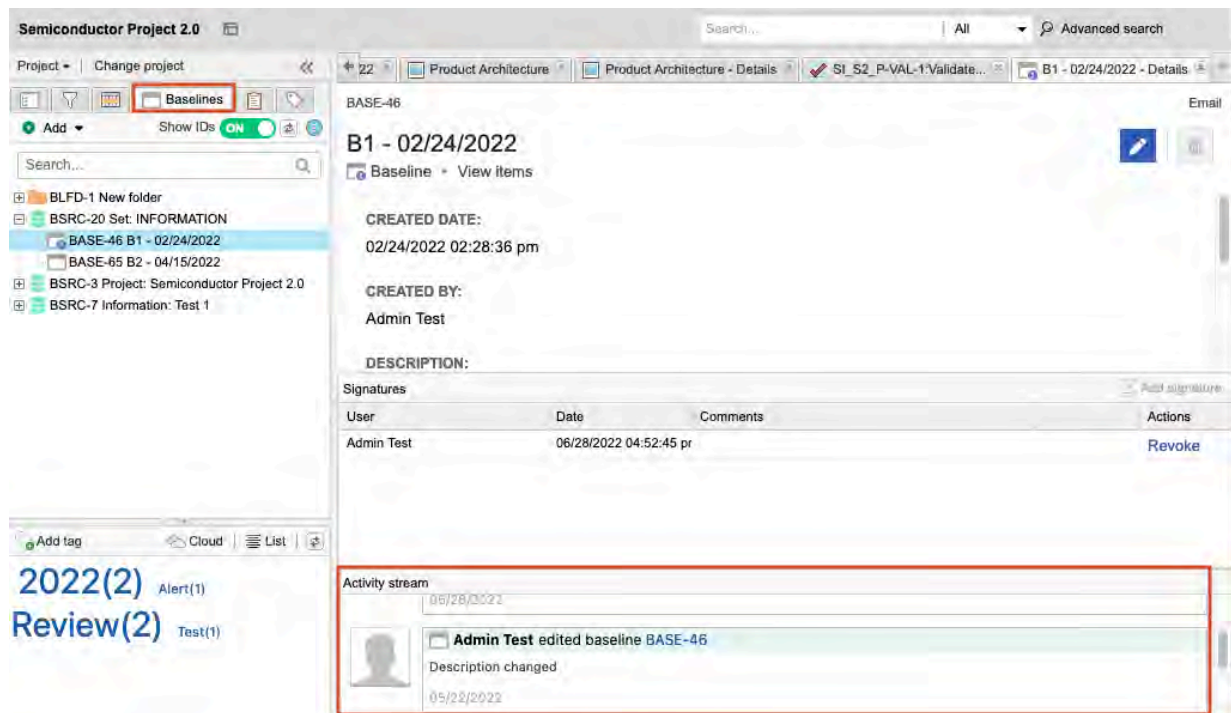 Semiconductor Project 2.0
Search...
All
Advanced search
Project
Change project
22
Product Architecture
Product Architecture - Details
SI_S2_P-VAL-1:Validate...
B1 - 02/24/2022 - Details
Baselines
Add
Show IDs ON
Search...
BLFD-1 New folder
BSRC-20 Set: INFORMATION
BASE-46 B1 - 02/24/2022
BASE-65 B2 - 04/15/2022
BSRC-3 Project: Semiconductor Project 2.0
BSRC-7 Information: Test 1
Add tag
Cloud
List
2022(2) Alert(1)
Review(2) Test(1)
BASE-46
Email
B1 - 02/24/2022
Baseline • View items
CREATED DATE:
02/24/2022 02:28:36 pm
CREATED BY:
Admin Test
DESCRIPTION:
Signatures
Add signature
User Date Comments Actions
Admin Test 06/28/2022 04:52:45 pr Revoke
Activity stream
06/28/2022
Admin Test edited baseline BASE-46
Description changed
05/22/2022